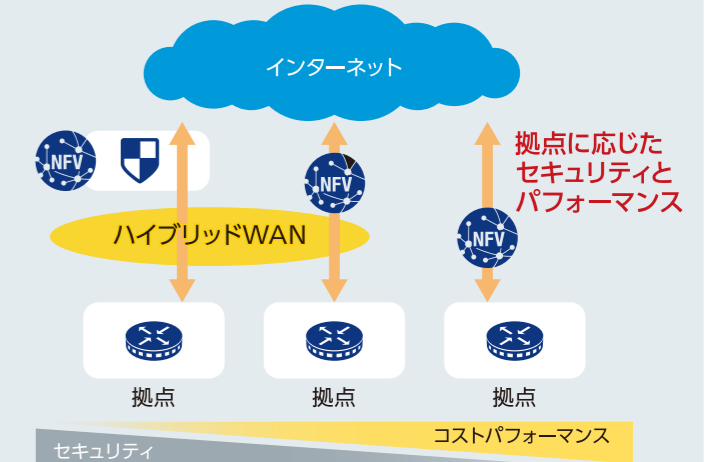 インターネット
NFV
NFV
拠点に応じた
セキュリティと
パフォーマンス
ハイブリッドWAN
NFV
拠点
拠点
拠点
コストパフォーマンス
セキュリティ